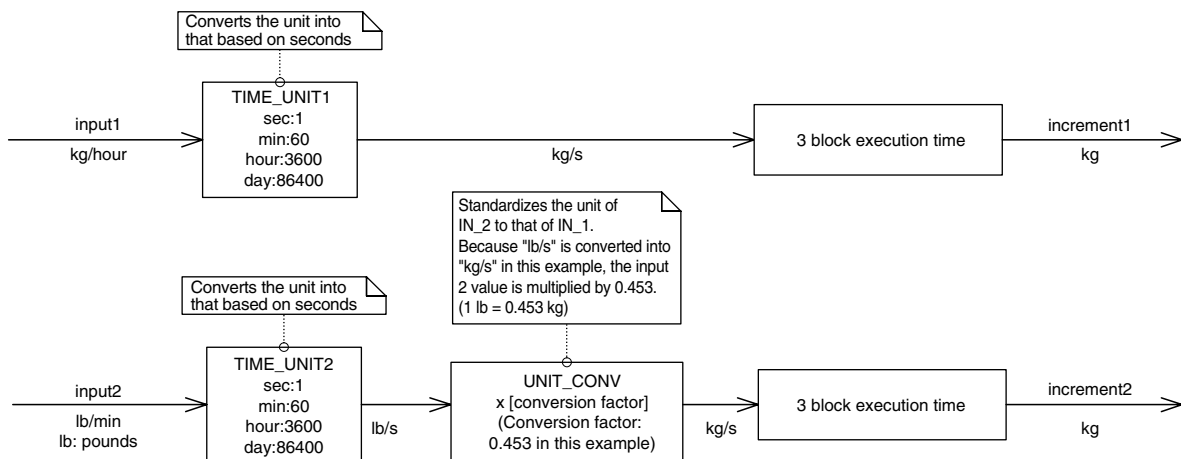 Converts the unit into
that based on seconds
TIME_UNIT1
sec:1
min:60
hour:3600
day:86400
input1
kg/hour
kg/s
3 block execution time
increment1
kg
Standardizes the unit of
IN_2 to that of IN_1.
Because "lb/s" is converted into
"kg/s" in this example, the input
2 value is multiplied by 0.453.
(1 lb = 0.453 kg)
Converts the unit into
that based on seconds
TIME_UNIT2
sec:1
min:60
hour:3600
day:86400
input2
lb/min
lb: pounds
lb/s
UNIT_CONV
x [conversion factor]
(Conversion factor:
0.453 in this example)
kg/s
3 block execution time
increment2
kg